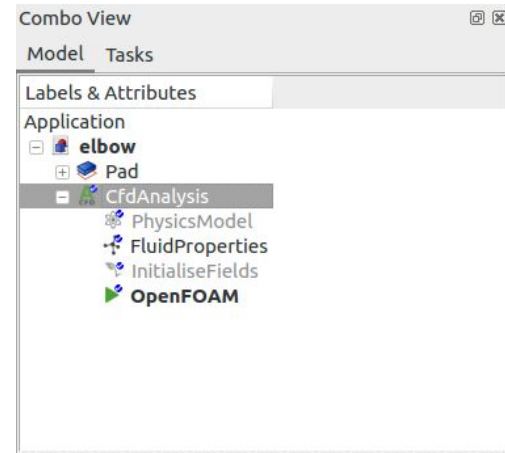 Combo View
Model Tasks
Labels & Attributes
Application
elbow
Pad
CfdAnalysis
PhysicsModel
FluidProperties
InitialiseFields
OpenFOAM